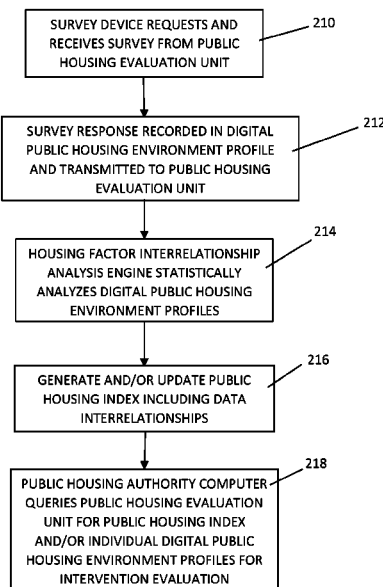 SURVEY DEVICE REQUESTS AND
RECEIVES SURVEY FROM PUBLIC
HOUSING EVALUATION UNIT
210
SURVEY RESPONSE RECORDED IN DIGITAL
PUBLIC HOUSING ENVIRONMENT PROFILE
AND TRANSMITTED TO PUBLIC HOUSING
EVALUATION UNIT
212
HOUSING FACTOR INTERRELATIONSHIP
ANALYSIS ENGINE STATISTICALLY
ANALYZES DIGITAL PUBLIC HOUSING
ENVIRONMENT PROFILES
214
GENERATE AND/OR UPDATE PUBLIC
HOUSING INDEX INCLUDING DATA
INTERRELATIONSHIPS
216
PUBLIC HOUSING AUTHORITY COMPUTER
QUERIES PUBLIC HOUSING EVALUATION
UNIT FOR PUBLIC HOUSING INDEX
AND/OR INDIVIDUAL DIGITAL PUBLIC
HOUSING ENVIRONMENT PROFILES FOR
INTERVENTION EVALUATION
218